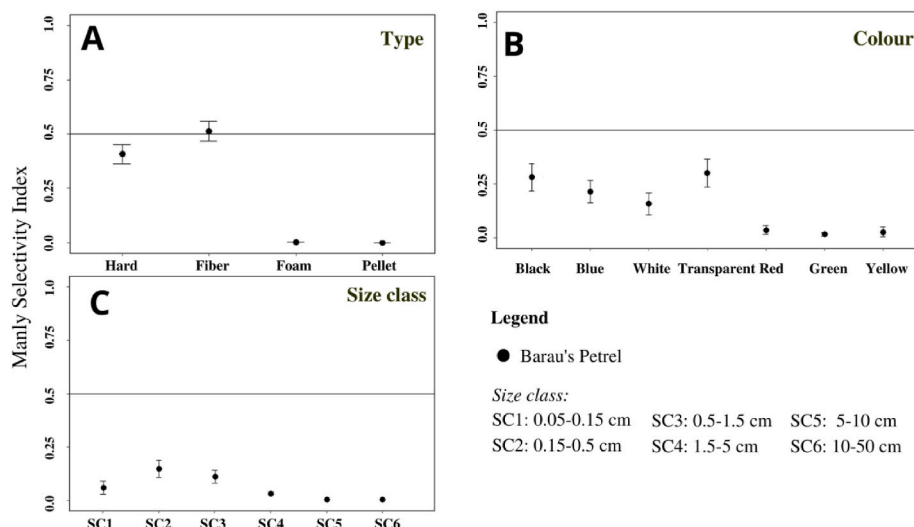 A
Type
1.0
0.75
0.5
0.25
0.0
Hard Fiber Foam Pellet
B
Colour
1.0
0.75
0.5
0.25
0.0
Black Blue White Transparent Red Green Yellow
C
Size class
1.0
0.75
0.5
0.25
0.0
SC1 SC2 SC3 SC4 SC5 SC6
Manly Selectivity Index
Legend
Barau's Petrel
Size class:
SC1: 0.05-0.15 cm SC3: 0.5-1.5 cm SC5: 5-10 cm
SC2: 0.15-0.5 cm SC4: 1.5-5 cm SC6: 10-50 cm